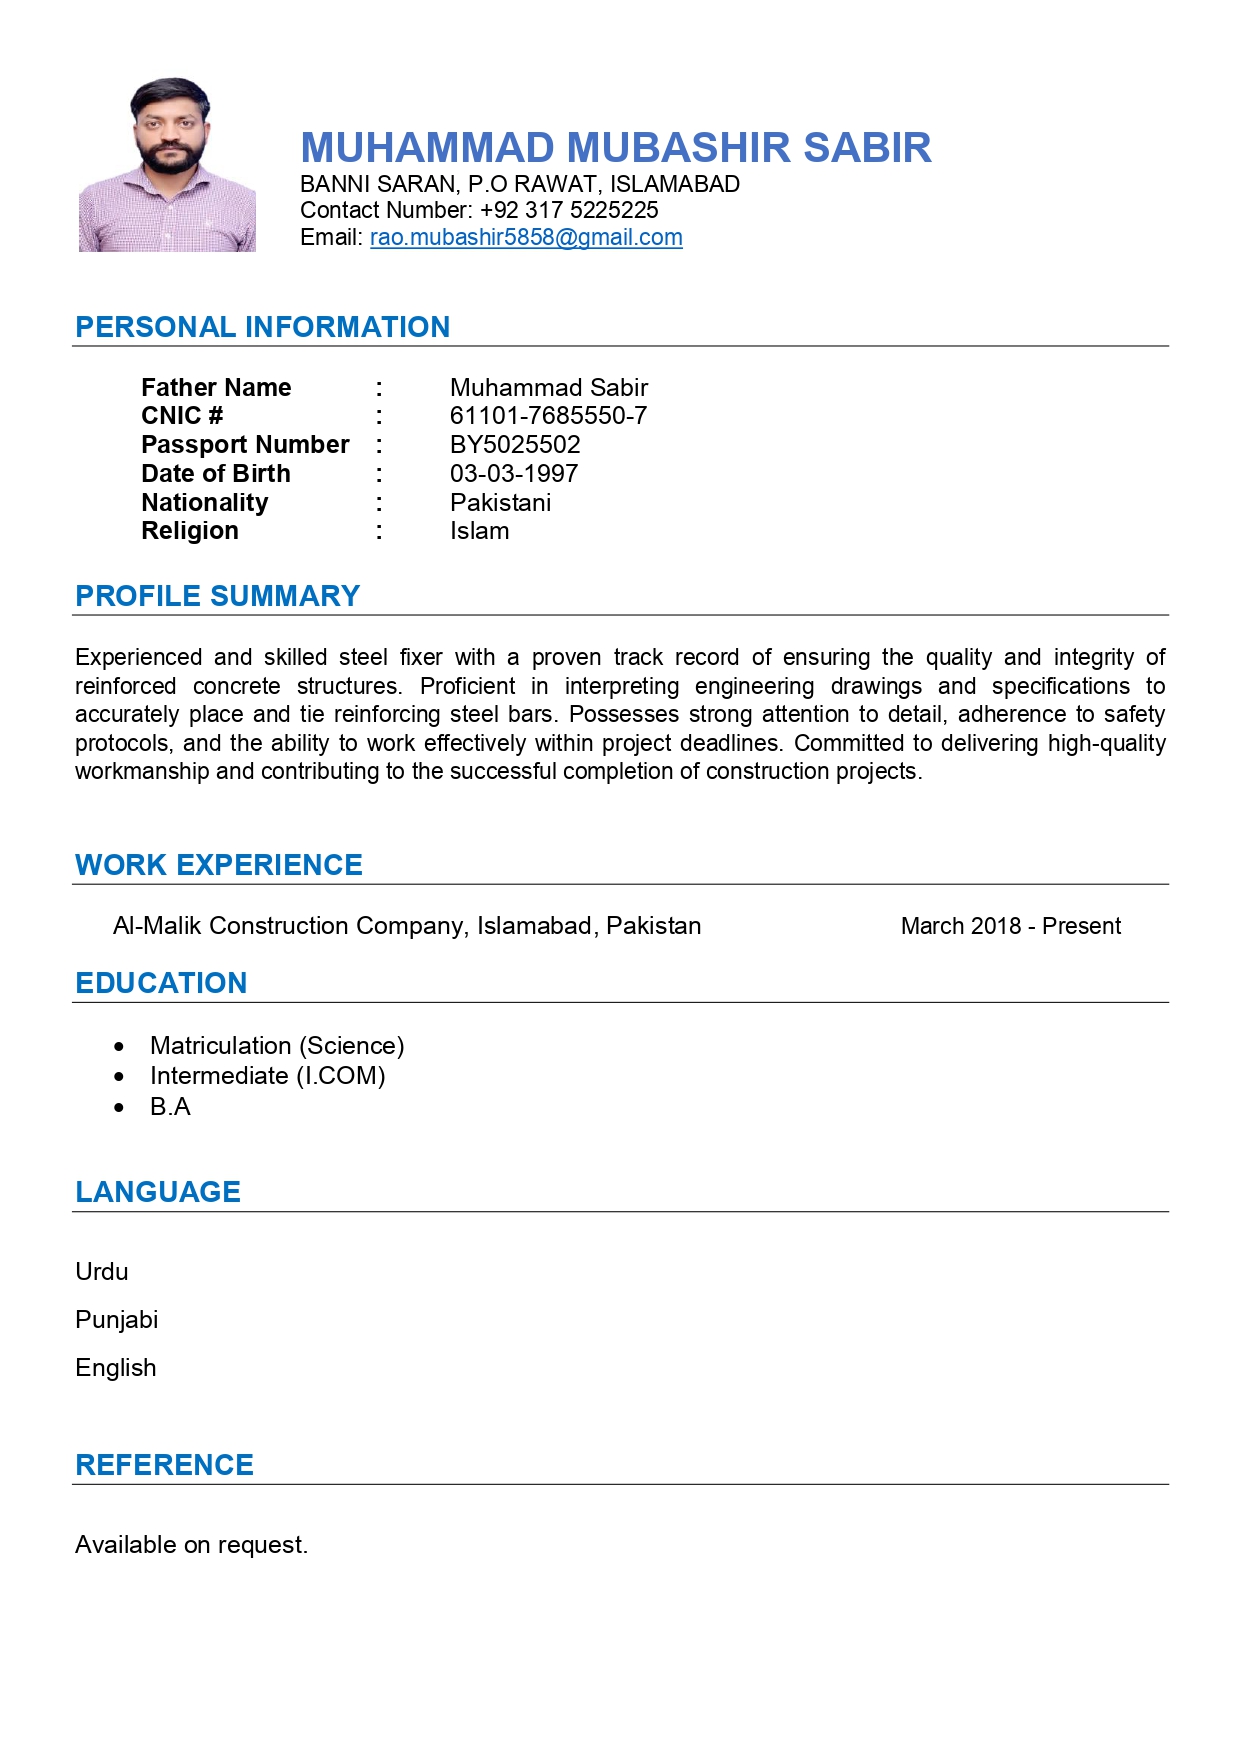 MUHAMMAD MUBASHIR SABIR
BANNI SARAN, P.O RAWAT, ISLAMABAD
Contact Number: +92 317 5225225
Email: rao.mubashir5858@gmail.com
PERSONAL INFORMATION
Father Name : Muhammad Sabir
CNIC # : 61101-7685550-7
Passport Number : BY5025502
Date of Birth : 03-03-1997
Nationality : Pakistani
Religion : Islam
PROFILE SUMMARY
Experienced and skilled steel fixer with a proven track record of ensuring the quality and integrity of
reinforced concrete structures. Proficient in interpreting engineering drawings and specifications to
accurately place and tie reinforcing steel bars. Possesses strong attention to detail, adherence to safety
protocols, and the ability to work effectively within project deadlines. Committed to delivering high-quality
workmanship and contributing to the successful completion of construction projects.
WORK EXPERIENCE
Al-Malik Construction Company, Islamabad, Pakistan March 2018 - Present
EDUCATION
• Matriculation (Science)
• Intermediate (I.COM)
• B.A
LANGUAGE
Urdu
Punjabi
English
REFERENCE
Available on request.